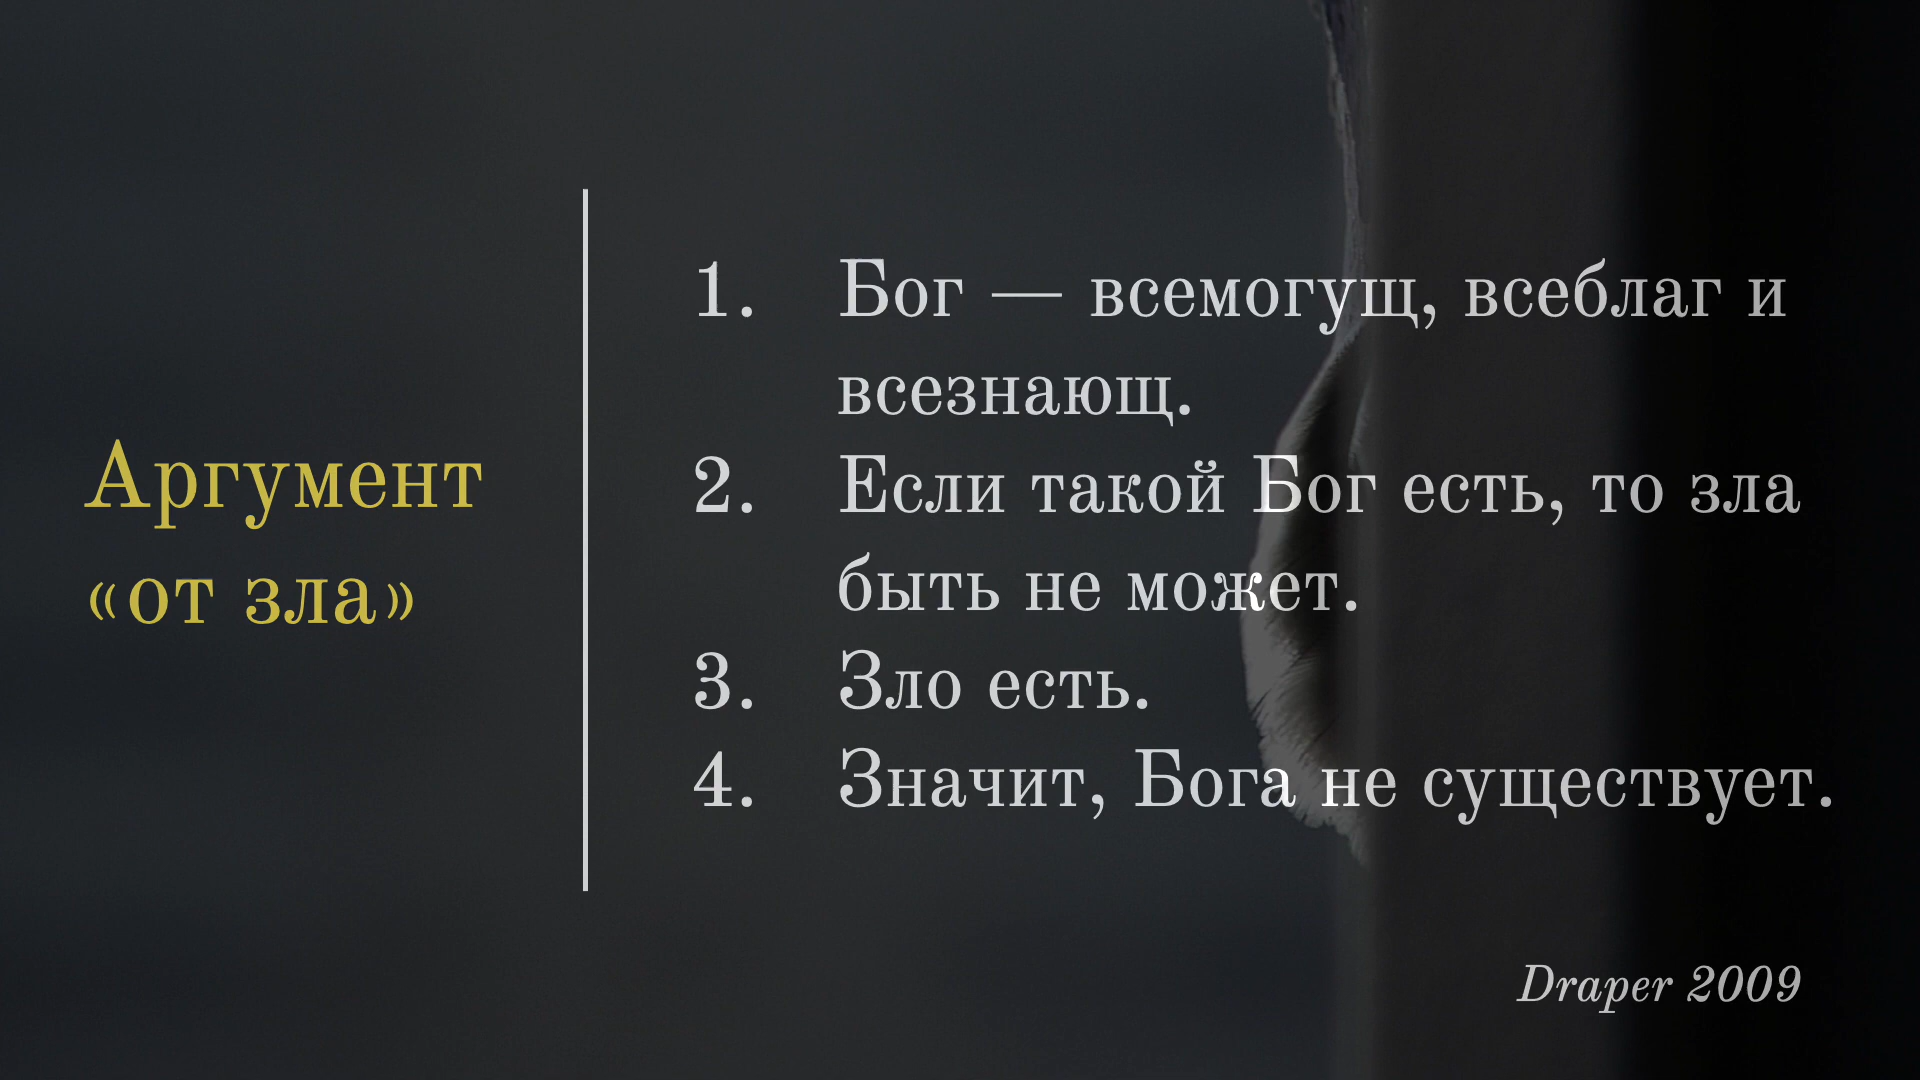 Аргумент
«от зла»
1. Бог — всемогущ, всеблаг и
всезнающ.
2. Если такой Бог есть, то зла
быть не может.
3. Зло есть.
4. Значит, Бога не существует.
Draper 2009